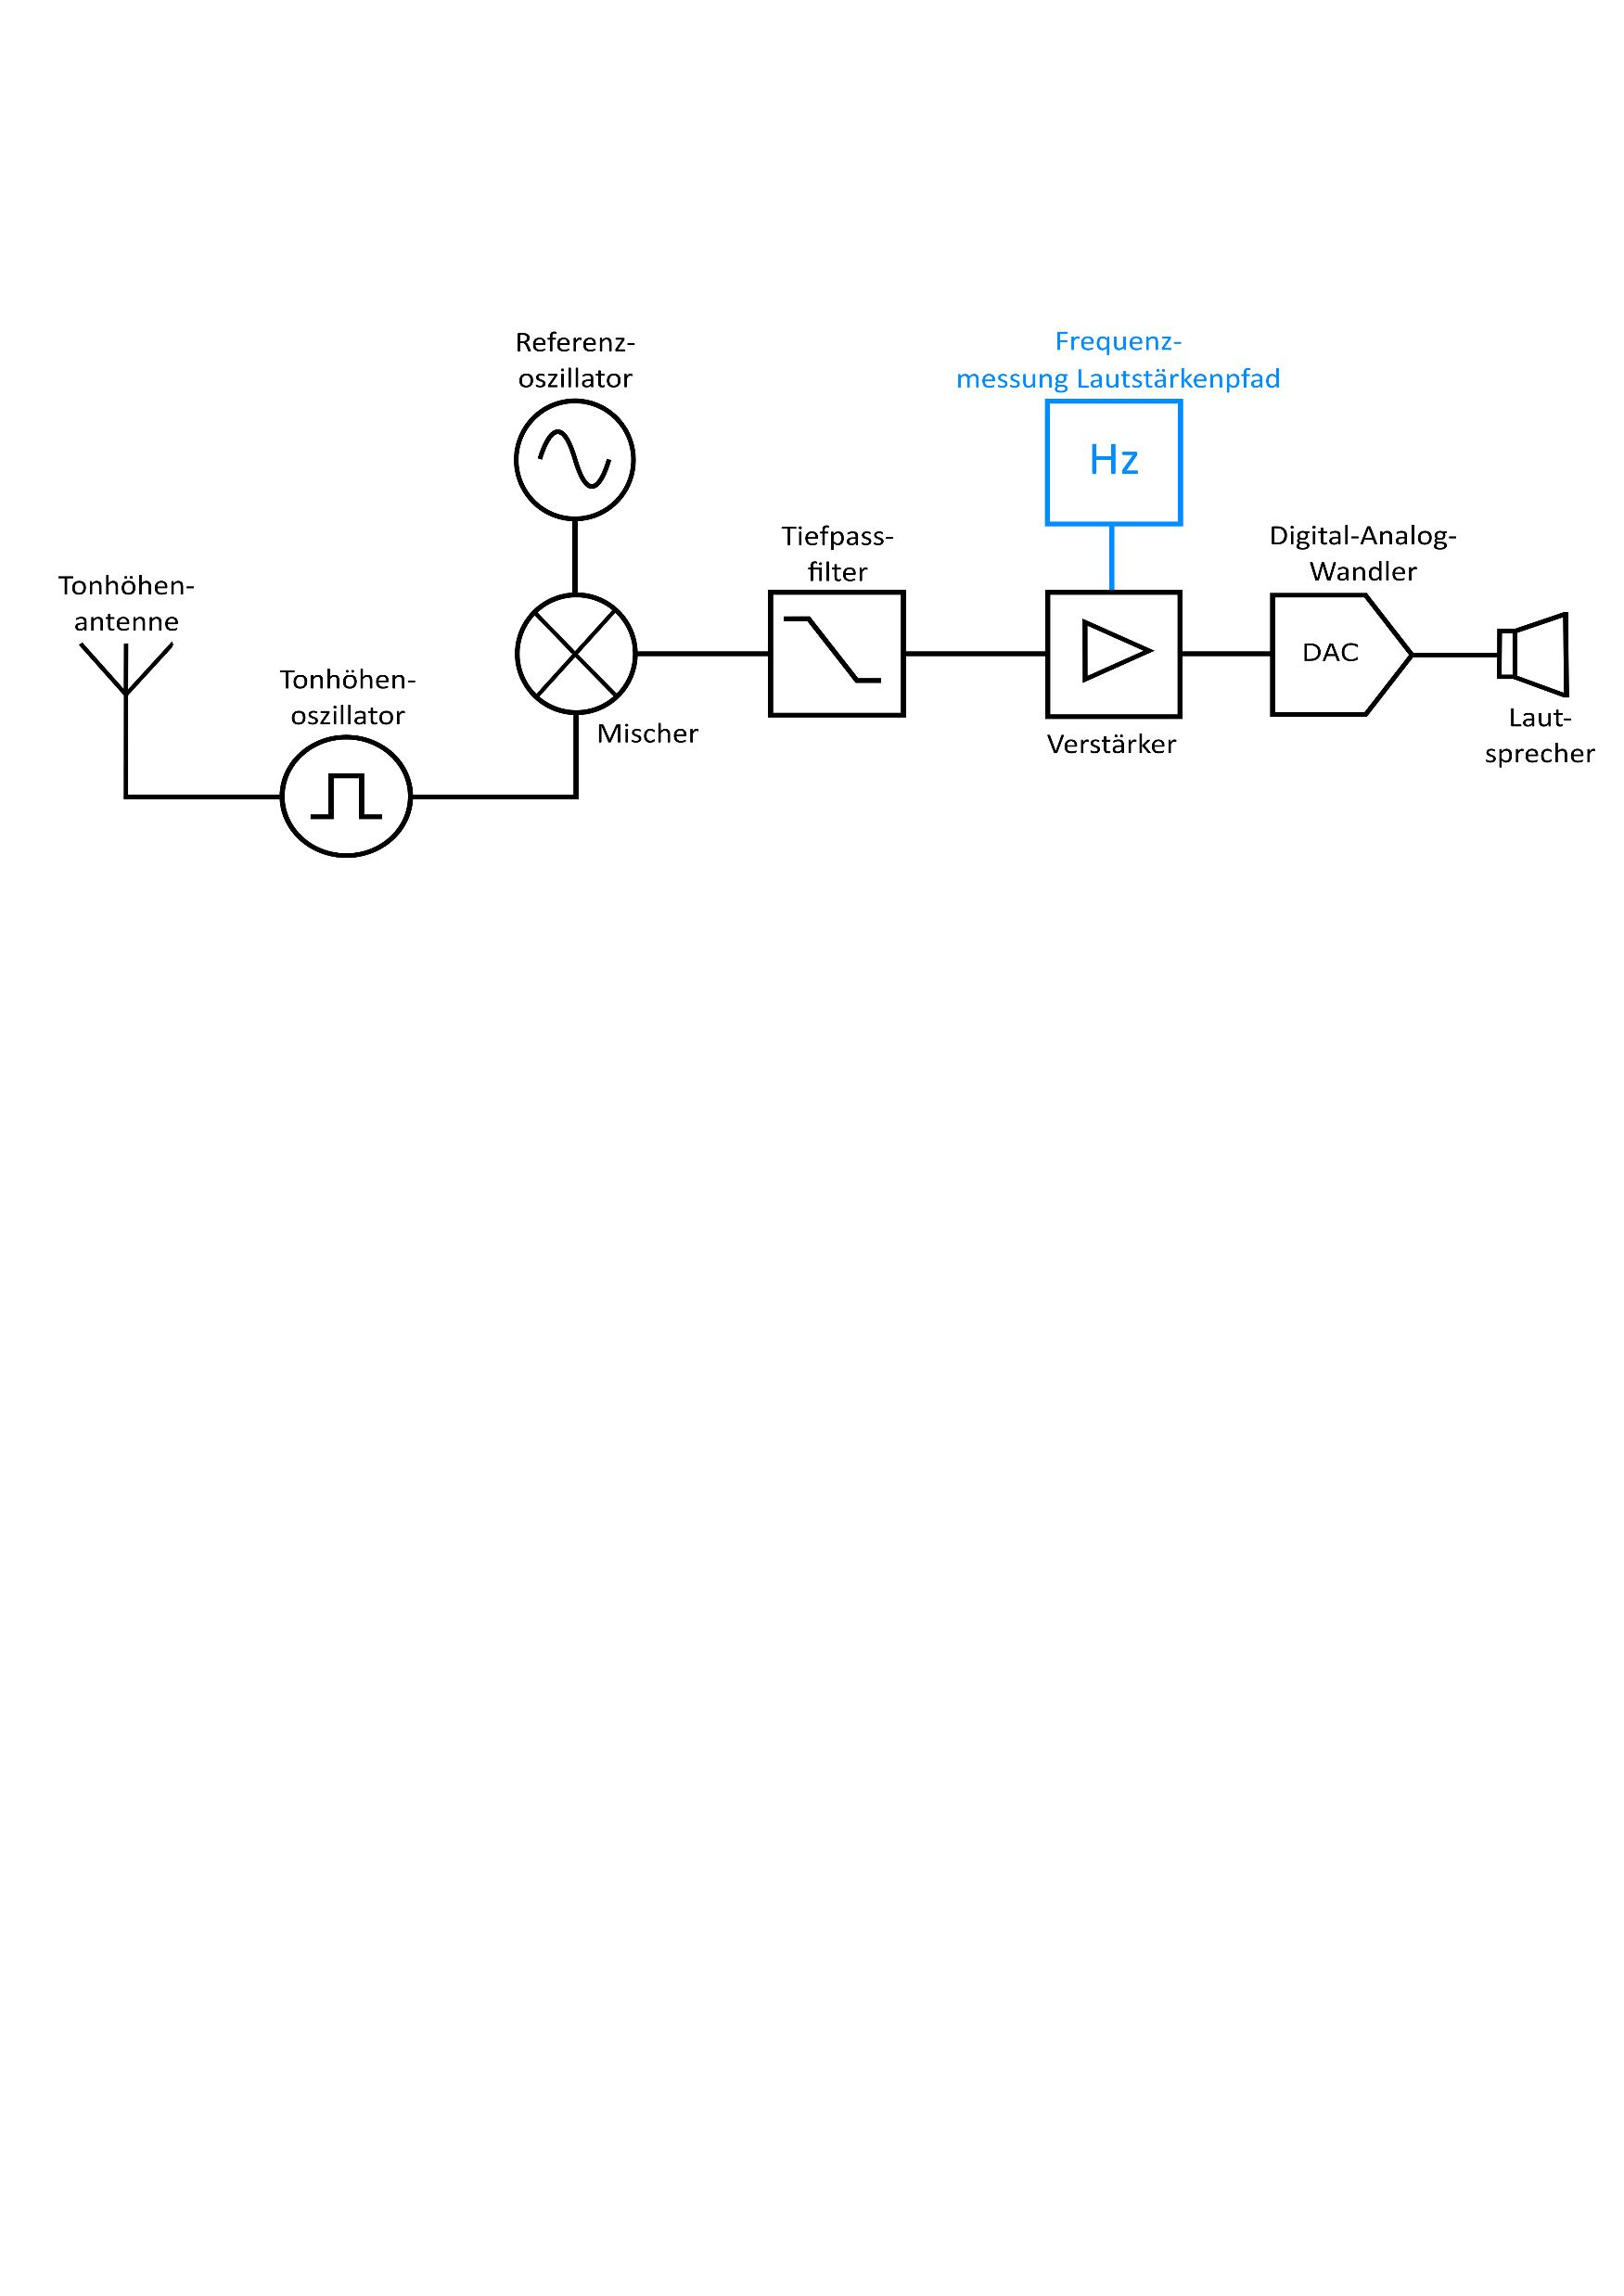 Referenz-
oszillator
Frequenz-
messung Lautstärkenpfad
Hz
Tonhöhen-
antenne
Tonhöhen-
oszillator
Mischer
Tiefpass-
filter
Verstärker
Digital-Analog-
Wandler
DAC
Laut-
sprecher